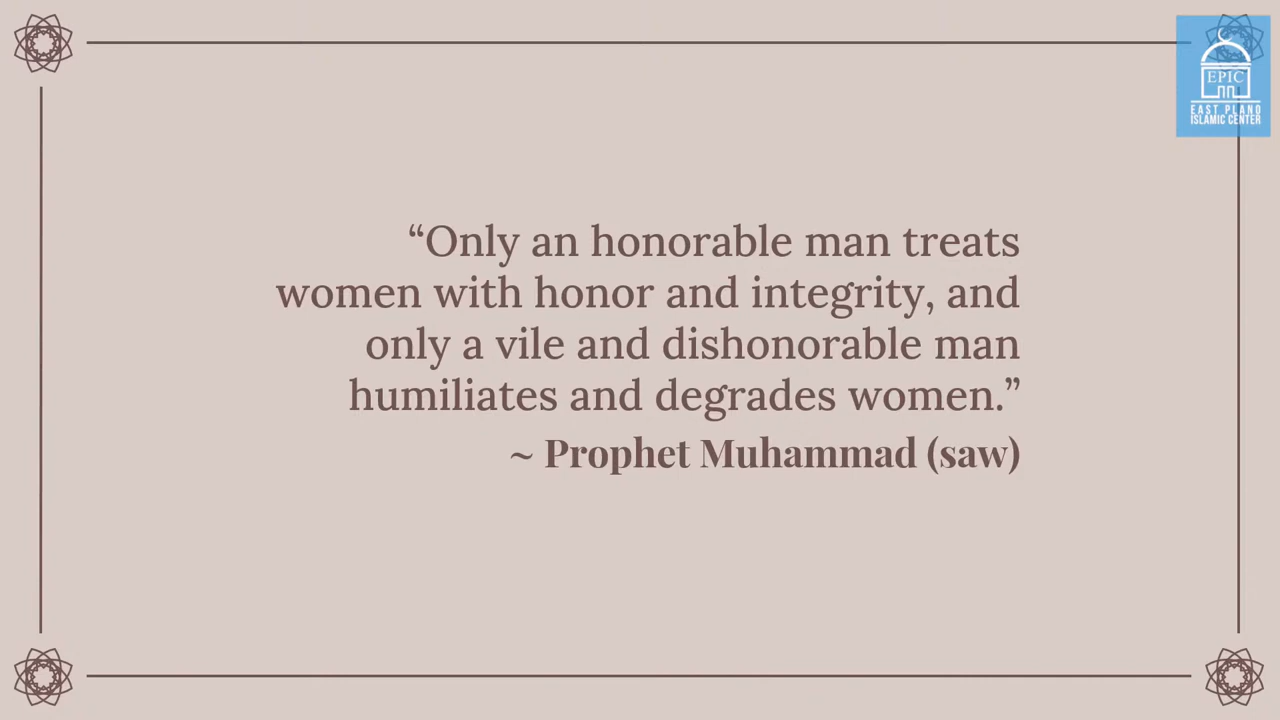 EPIC
EAST PLANO
ISLAMIC CENTER
“Only an honorable man treats
women with honor and integrity, and
only a vile and dishonorable man
humiliates and degrades women.”
~ Prophet Muhammad (saw)